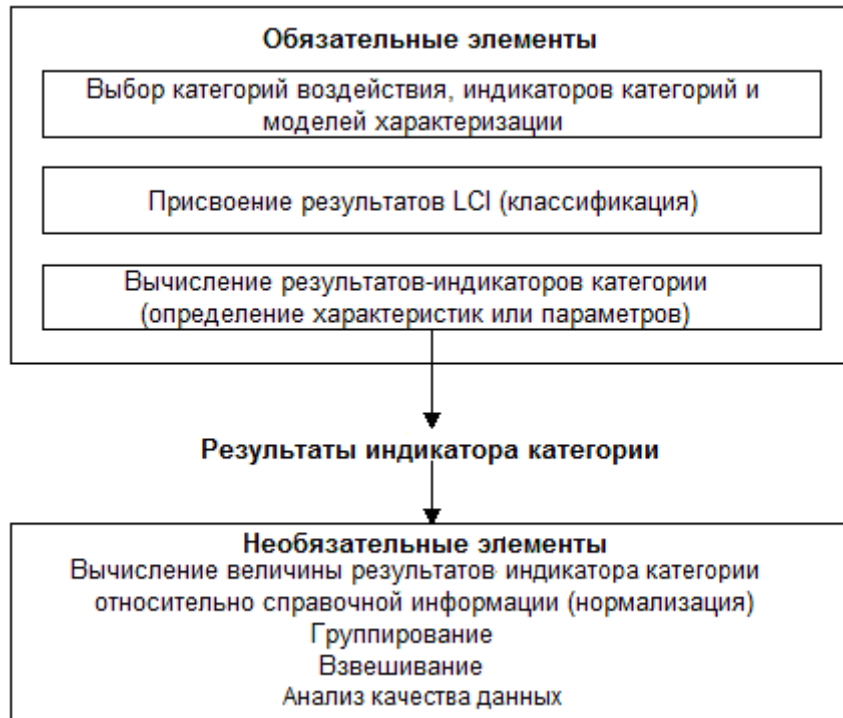 Обязательные элементы
Выбор категорий воздействия, индикаторов категорий и
моделей характеризации
Присвоение результатов LCI (классификация)
Вычисление результатов-индикаторов категории
(определение характеристик или параметров)
Результаты индикатора категории
Необязательные элементы
Вычисление величины результатов индикатора категории
относительно справочной информации (нормализация)
Группирование
Взвешивание
Анализ качества данных